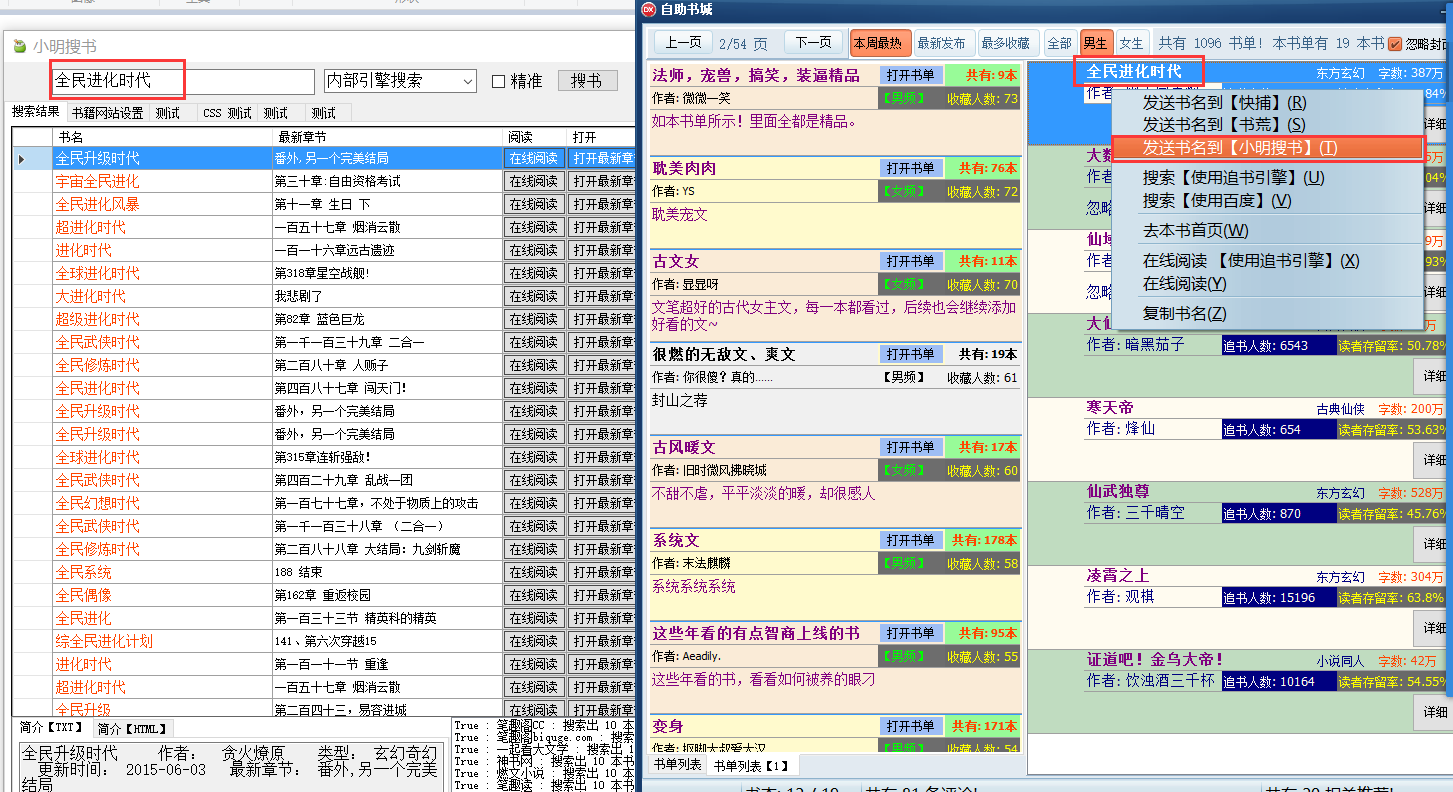 小明搜书
全民进化时代
内部引擎搜索
精准
搜书
搜索结果 书籍网站设置 测试 CSS 测试 测试 测试
书名 最新章节 阅读 打开
全民升级时代 番外,另一个完美结局 在线阅读 打开最新章
宇宙全民进化 第三十章:自由资格考试 在线阅读 打开最新章
全民进化风暴 第十一章 生日 下 在线阅读 打开最新章
超进化时代 一百五十七章 烟消云散 在线阅读 打开最新章
进化时代 一百一十六章远古遗迹 在线阅读 打开最新章
全球进化时代 第318章星空战舰! 在线阅读 打开最新章
大进化时代 我悲剧了 在线阅读 打开最新章
超级进化时代 第82章 蓝色巨龙 在线阅读 打开最新章
全民武侠时代 第一千一百三十九章 二合一 在线阅读 打开最新章
全民修炼时代 第二百八十章 人贩子 在线阅读 打开最新章
全民进化时代 第四百八十七章 闯天门! 在线阅读 打开最新章
全民升级时代 番外，另一个完美结局 在线阅读 打开最新章
全民升级时代 番外，另一个完美结局 在线阅读 打开最新章
全球进化时代 第315章连斩强敌! 在线阅读 打开最新章
全民武侠时代 第四百二十九章 乱战一团 在线阅读 打开最新章
全民幻想时代 第一百七十七章，不处于物质上的攻击 在线阅读 打开最新章
全民武侠时代 第一千一百三十八章 （二合一） 在线阅读 打开最新章
全民修炼时代 第二百八十八章 大结局：九剑斩魔 在线阅读 打开最新章
全民系统 188 结束 在线阅读 打开最新章
全民偶像 第162章 重返校园 在线阅读 打开最新章
全民进化 第一百三十三节 精英科的精英 在线阅读 打开最新章
综全民进化计划 141、第六次穿越15 在线阅读 打开最新章
进化时代 第一百一十一节 重逢 在线阅读 打开最新章
超进化时代 一百五十七章 烟消云散 在线阅读 打开最新章
全民升级 第二百四十三，易容进城 在线阅读 打开最新章
简介【TXT】 简介【HTML】
全民升级时代 作者： 贪火燎原 类型： 玄幻奇幻
更新时间： 2015-06-03 最新章节： 番外,另一个完美
结局
True : 笔趣阁CC : 搜索出 10 本
True : 笔趣阁biquge.com : 搜索出 10 本
True : 一起看大文学 : 搜索出 1
True : 神书网 : 搜索出 10 本书
True : 燃文小说 : 搜索出 10 本
True : 笔趣读 : 搜索出 10 本书
自助书城
上一页 2/54 页 下一页 本周最热 最新发布 最多收藏 全部 男生 女生 共有 1096 书单! 本书单有 19 本书 忽略封面
法师，宠兽，搞笑，装逼精品 打开书单 共有: 9本
作者: 微微一笑 【男频】 收藏人数: 73
如本书单所示! 里面全都是精品。
耽美肉肉 打开书单 共有: 76本
作者: YS 【女频】 收藏人数: 72
耽美宠文
古文女 打开书单 共有: 11本
作者: 显显呀 【女频】 收藏人数: 70
文笔超好的古代女主文，每一本都看过，后续也会继续添加
好看的文~
很燃的无敌文、爽文 打开书单 共有: 19本
作者: 你很傻? 真的…… 【男频】 收藏人数: 61
封山之荐
古风暖文 打开书单 共有: 17本
作者: 旧时微风拂晓城 【女频】 收藏人数: 60
不甜不虐，平平淡淡的暖，却很感人
系统文 打开书单 共有: 178本
作者: 末法麒麟 【男频】 收藏人数: 58
系统系统系统
这些年看的有点智商上线的书 打开书单 共有: 95本
作者: Aeadily. 【男频】 收藏人数: 55
这些年看的书，看看如何被养的眼刁
变身 打开书单 共有: 171本
作者: 抠脚大叔爱大汉 【男频】 收藏人数: 54
书单列表 书单列表【1】
全民进化时代 东方玄幻 字数: 387万
作者
发送书名到【快捕】(R)
发送书名到【书荒】(S)
发送书名到【小明搜书】(T)
搜索【使用追书引擎】(U)
搜索【使用百度】(V)
去本书首页(W)
在线阅读 【使用追书引擎】(X)
在线阅读(Y)
复制书名(Z)
作者: 暗黑茄子 追书人数: 6543 读者存留率: 50.78%
详细
寒天帝 古典仙侠 字数: 200万
作者: 烽仙 追书人数: 654 读者存留率: 53.63%
详细
仙武独尊 东方玄幻 字数: 528万
作者: 三千晴空 追书人数: 870 读者存留率: 45.76%
详细
凌霄之上 东方玄幻 字数: 304万
作者: 观棋 追书人数: 15196 读者存留率: 63.8%
详细
证道吧! 金乌大帝! 小说同人 字数: 42万
作者: 饮浊酒三千杯 追书人数: 10164 读者存留率: 54.55%
详细